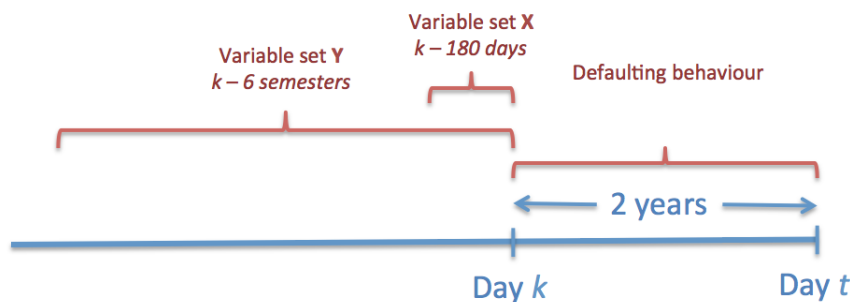 Variable set Y
k – 6 semesters
Variable set X
k – 180 days
Defaulting behaviour
2 years
Day k
Day t